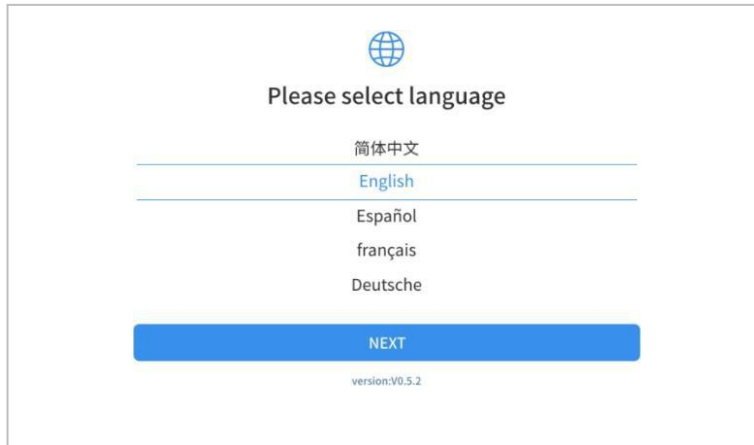 Please select language
简体中文
English
Español
français
Deutsche
NEXT
version:V0.5.2